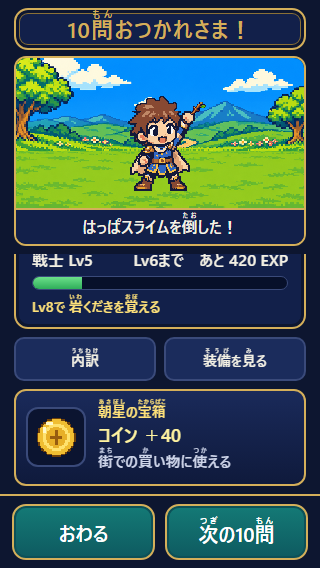 10問おつかれさま！
はっぱスライムを倒した！
戦士 Lv5 Lv6まで あと 420 EXP
Lv8で 岩くだきを覚える
内訳 装備を見る
朝星の宝箱
コイン ＋40
街での買い物に使える
おわる 次の10問